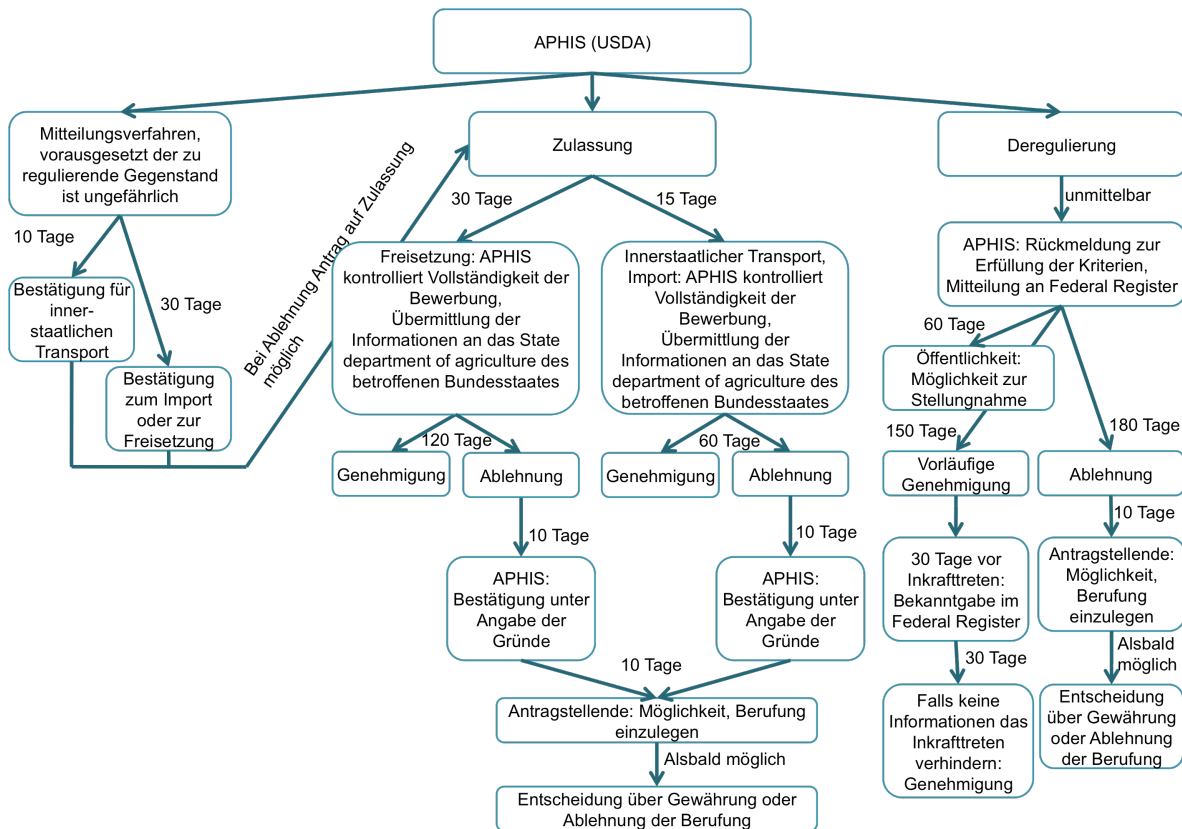 APHIS (USDA)
Mitteilungsverfahren,
vorausgesetzt der zu
regulierende Gegenstand
ist ungefährlich
10 Tage
Bestätigung für
inner-
staatlichen
Transport
30 Tage
Bestätigung
zum Import
oder zur
Freisetzung
Bei Ablehnung Antrag auf Zulassung
möglich
Zulassung
30 Tage
Freisetzung: APHIS
kontrolliert Vollständigkeit der
Bewerbung,
Übermittlung der
Informationen an das State
department of agriculture des
betroffenen Bundesstaates
120 Tage
Genehmigung
Ablehnung
10 Tage
APHIS:
Bestätigung unter
Angabe der
Gründe
15 Tage
Innerstaatlicher Transport,
Import: APHIS kontrolliert
Vollständigkeit der
Bewerbung,
Übermittlung der
Informationen an das State
department of agriculture des
betroffenen Bundesstaates
60 Tage
Genehmigung
Ablehnung
10 Tage
APHIS:
Bestätigung unter
Angabe der
Gründe
10 Tage
Antragstellende: Möglichkeit, Berufung
einzulegen
Alsbald möglich
Entscheidung über Gewährung oder
Ablehnung der Berufung
Deregulierung
unmittelbar
APHIS: Rückmeldung zur
Erfüllung der Kriterien,
Mitteilung an Federal Register
60 Tage
Öffentlichkeit:
Möglichkeit zur
Stellungnahme
150 Tage
Vorläufige
Genehmigung
30 Tage vor
Inkrafttreten:
Bekanntgabe im
Federal Register
30 Tage
Falls keine
Informationen das
Inkrafttreten
verhindern:
Genehmigung
180 Tage
Ablehnung
10 Tage
Antragstellende:
Möglichkeit,
Berufung
einzulegen
Alsbald
möglich
Entscheidung
über Gewährung
oder Ablehnung
der Berufung